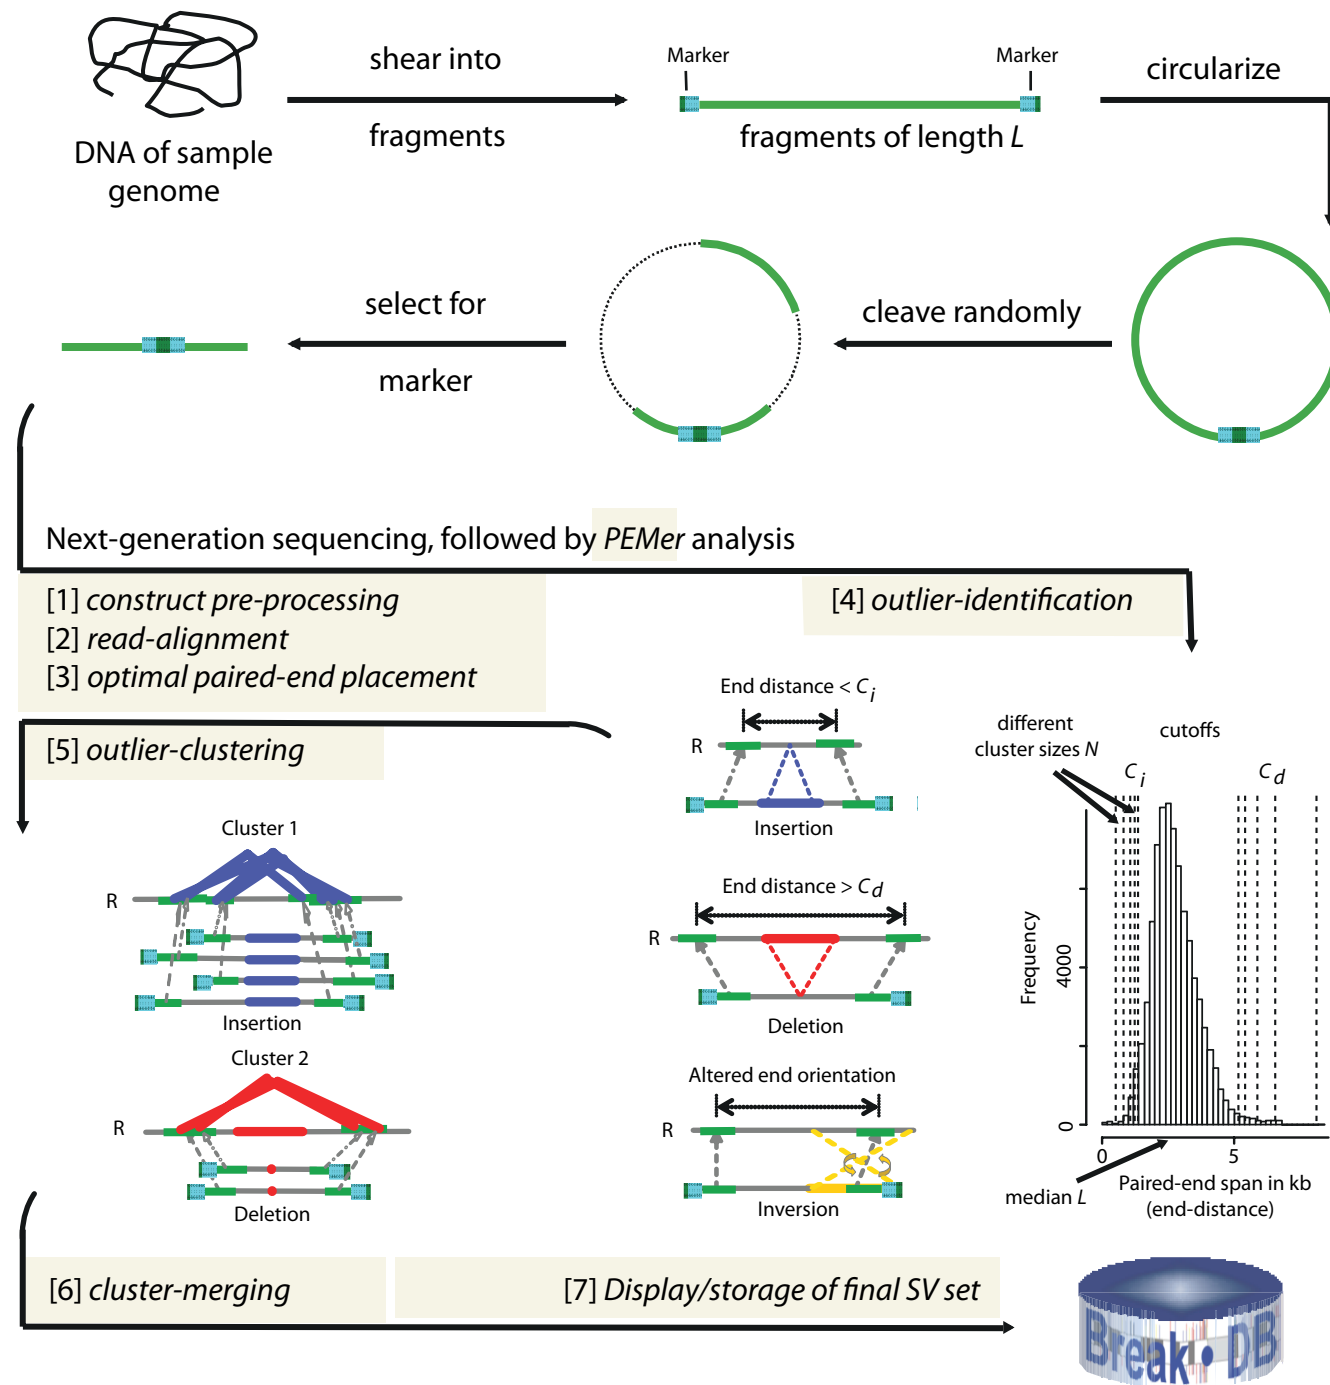 shear into
fragments
DNA of sample
genome
Marker
Marker
fragments of length L
circularize
select for
marker
cleave randomly
Next-generation sequencing, followed by PEMer analysis
[1] construct pre-processing
[2] read-alignment
[3] optimal paired-end placement
[4] outlier-identification
[5] outlier-clustering
Cluster 1
R
Insertion
Cluster 2
R
Deletion
End distance < Ci
R
Insertion
End distance > Cd
R
Deletion
Altered end orientation
R
Inversion
different
cluster sizes N
cutoffs
Ci
Cd
Frequency
4000
0
0
5
median L
Paired-end span in kb
(end-distance)
[6] cluster-merging
[7] Display/storage of final SV set
Break • DB